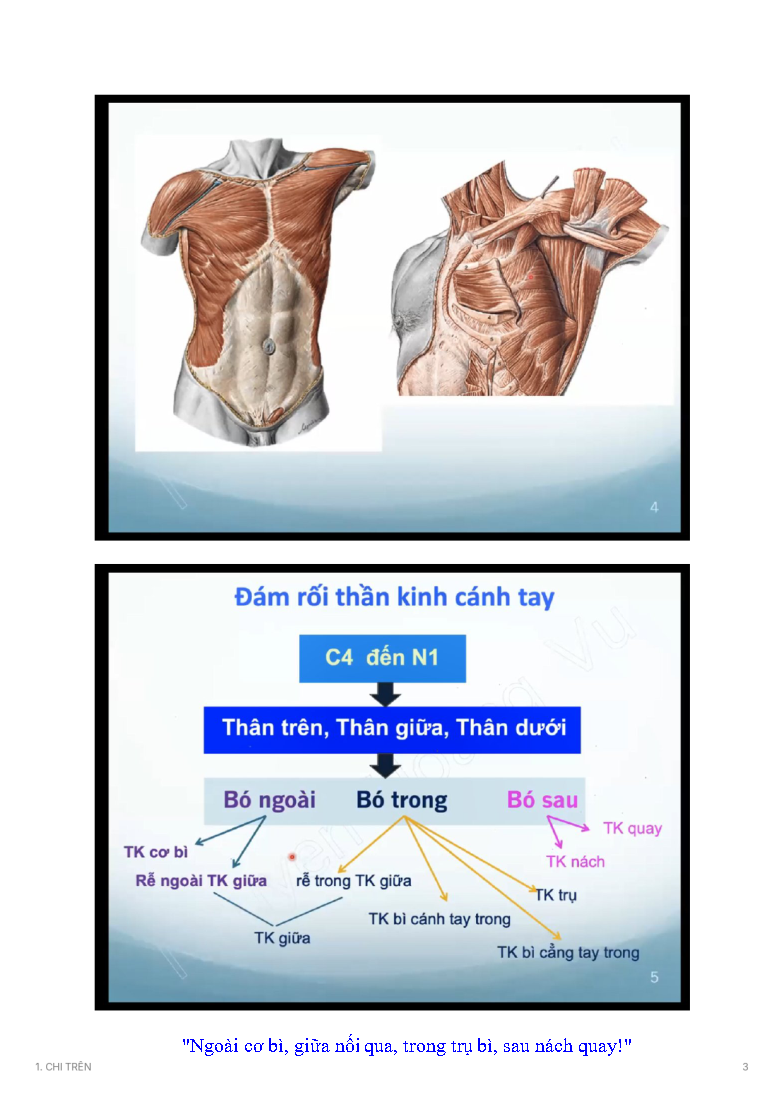 4
Đám rối thần kinh cánh tay
C4 đến N1
Thân trên, Thân giữa, Thân dưới
Bó ngoài Bó trong Bó sau
TK quay
TK cơ bì
TK nách
Rễ ngoài TK giữa rễ trong TK giữa
TK trụ
TK bì cánh tay trong
TK giữa
TK bì cẳng tay trong
5
"Ngoài cơ bì, giữa nối qua, trong trụ bì, sau nách quay!"
1. CHI TRÊN 3